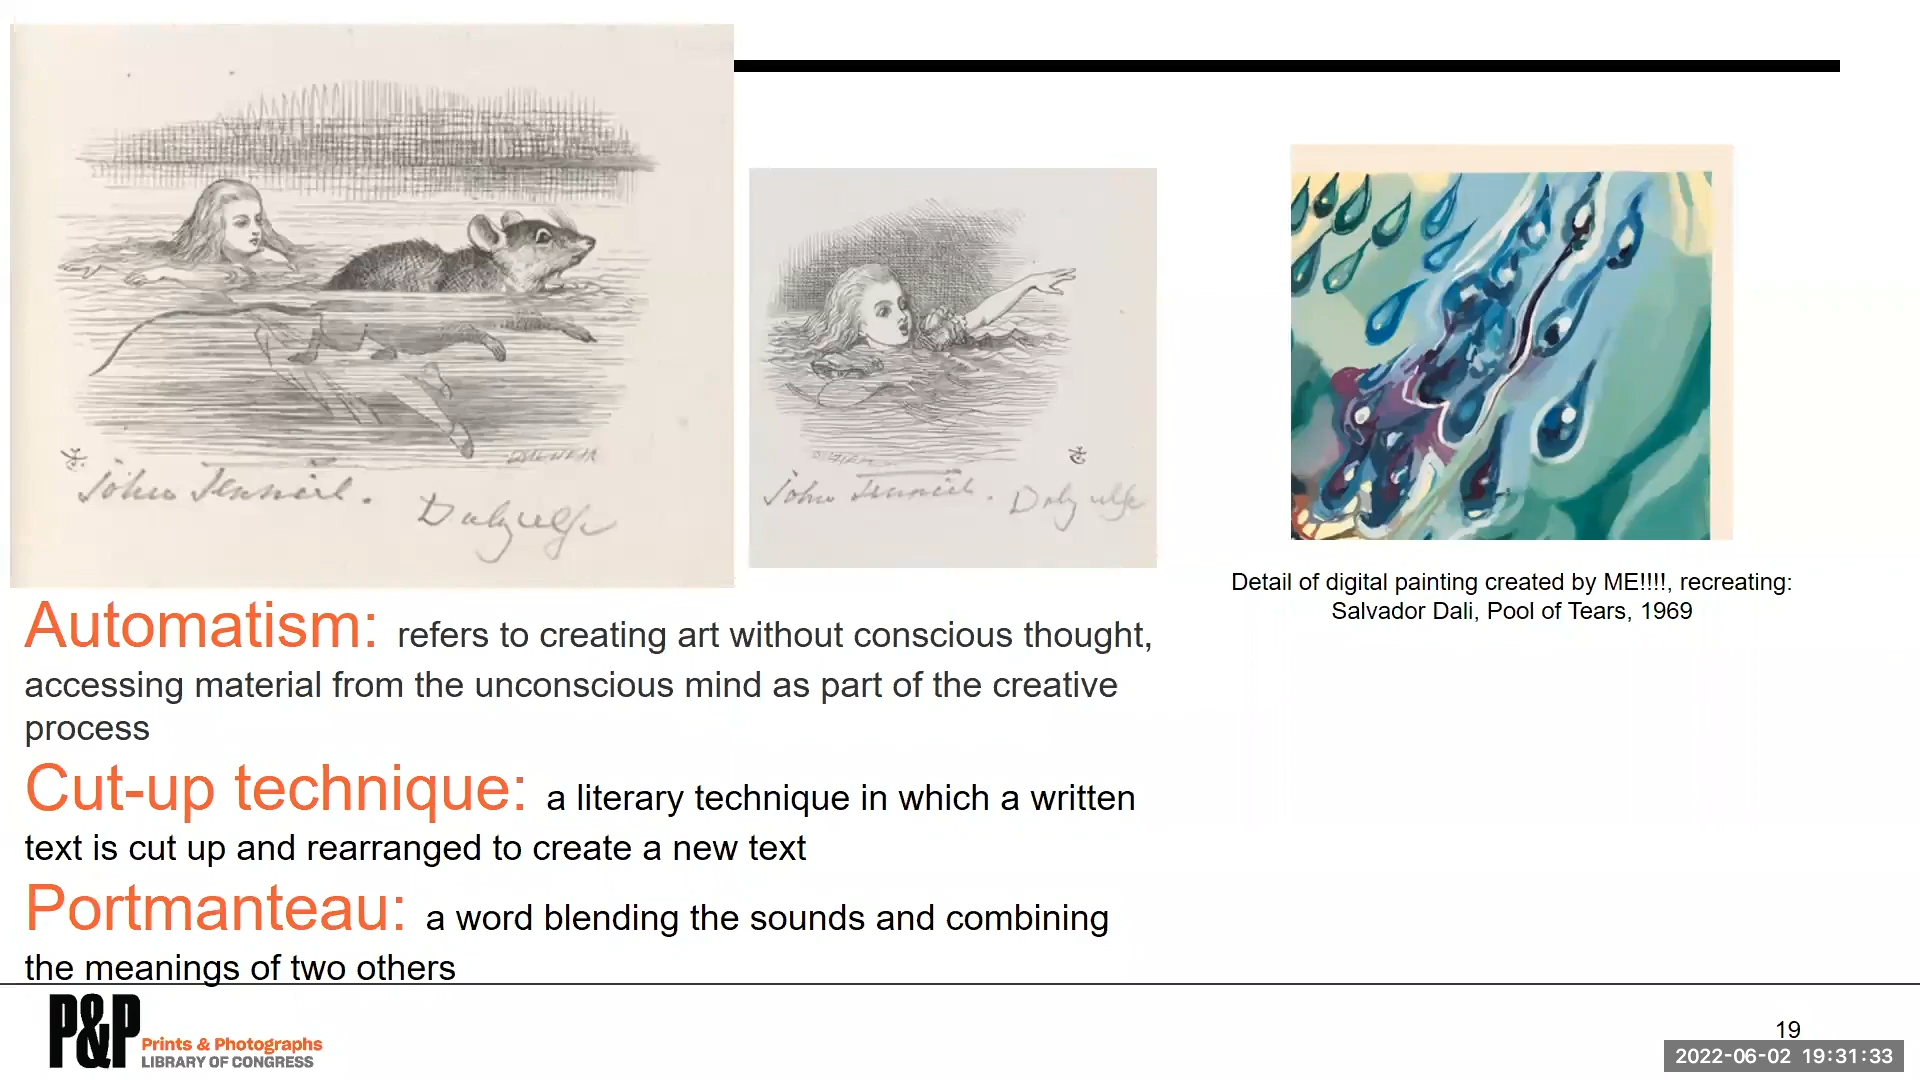 John Tenniel.
Dalziels
John Tenniel.
Dalziels
Detail of digital painting created by ME!!!!, recreating:
Salvador Dali, Pool of Tears, 1969
Automatism: refers to creating art without conscious thought,
accessing material from the unconscious mind as part of the creative
process
Cut-up technique: a literary technique in which a written
text is cut up and rearranged to create a new text
Portmanteau: a word blending the sounds and combining
the meanings of two others
P&P
Prints & Photographs
LIBRARY OF CONGRESS
19
2022-06-02 19:31:33